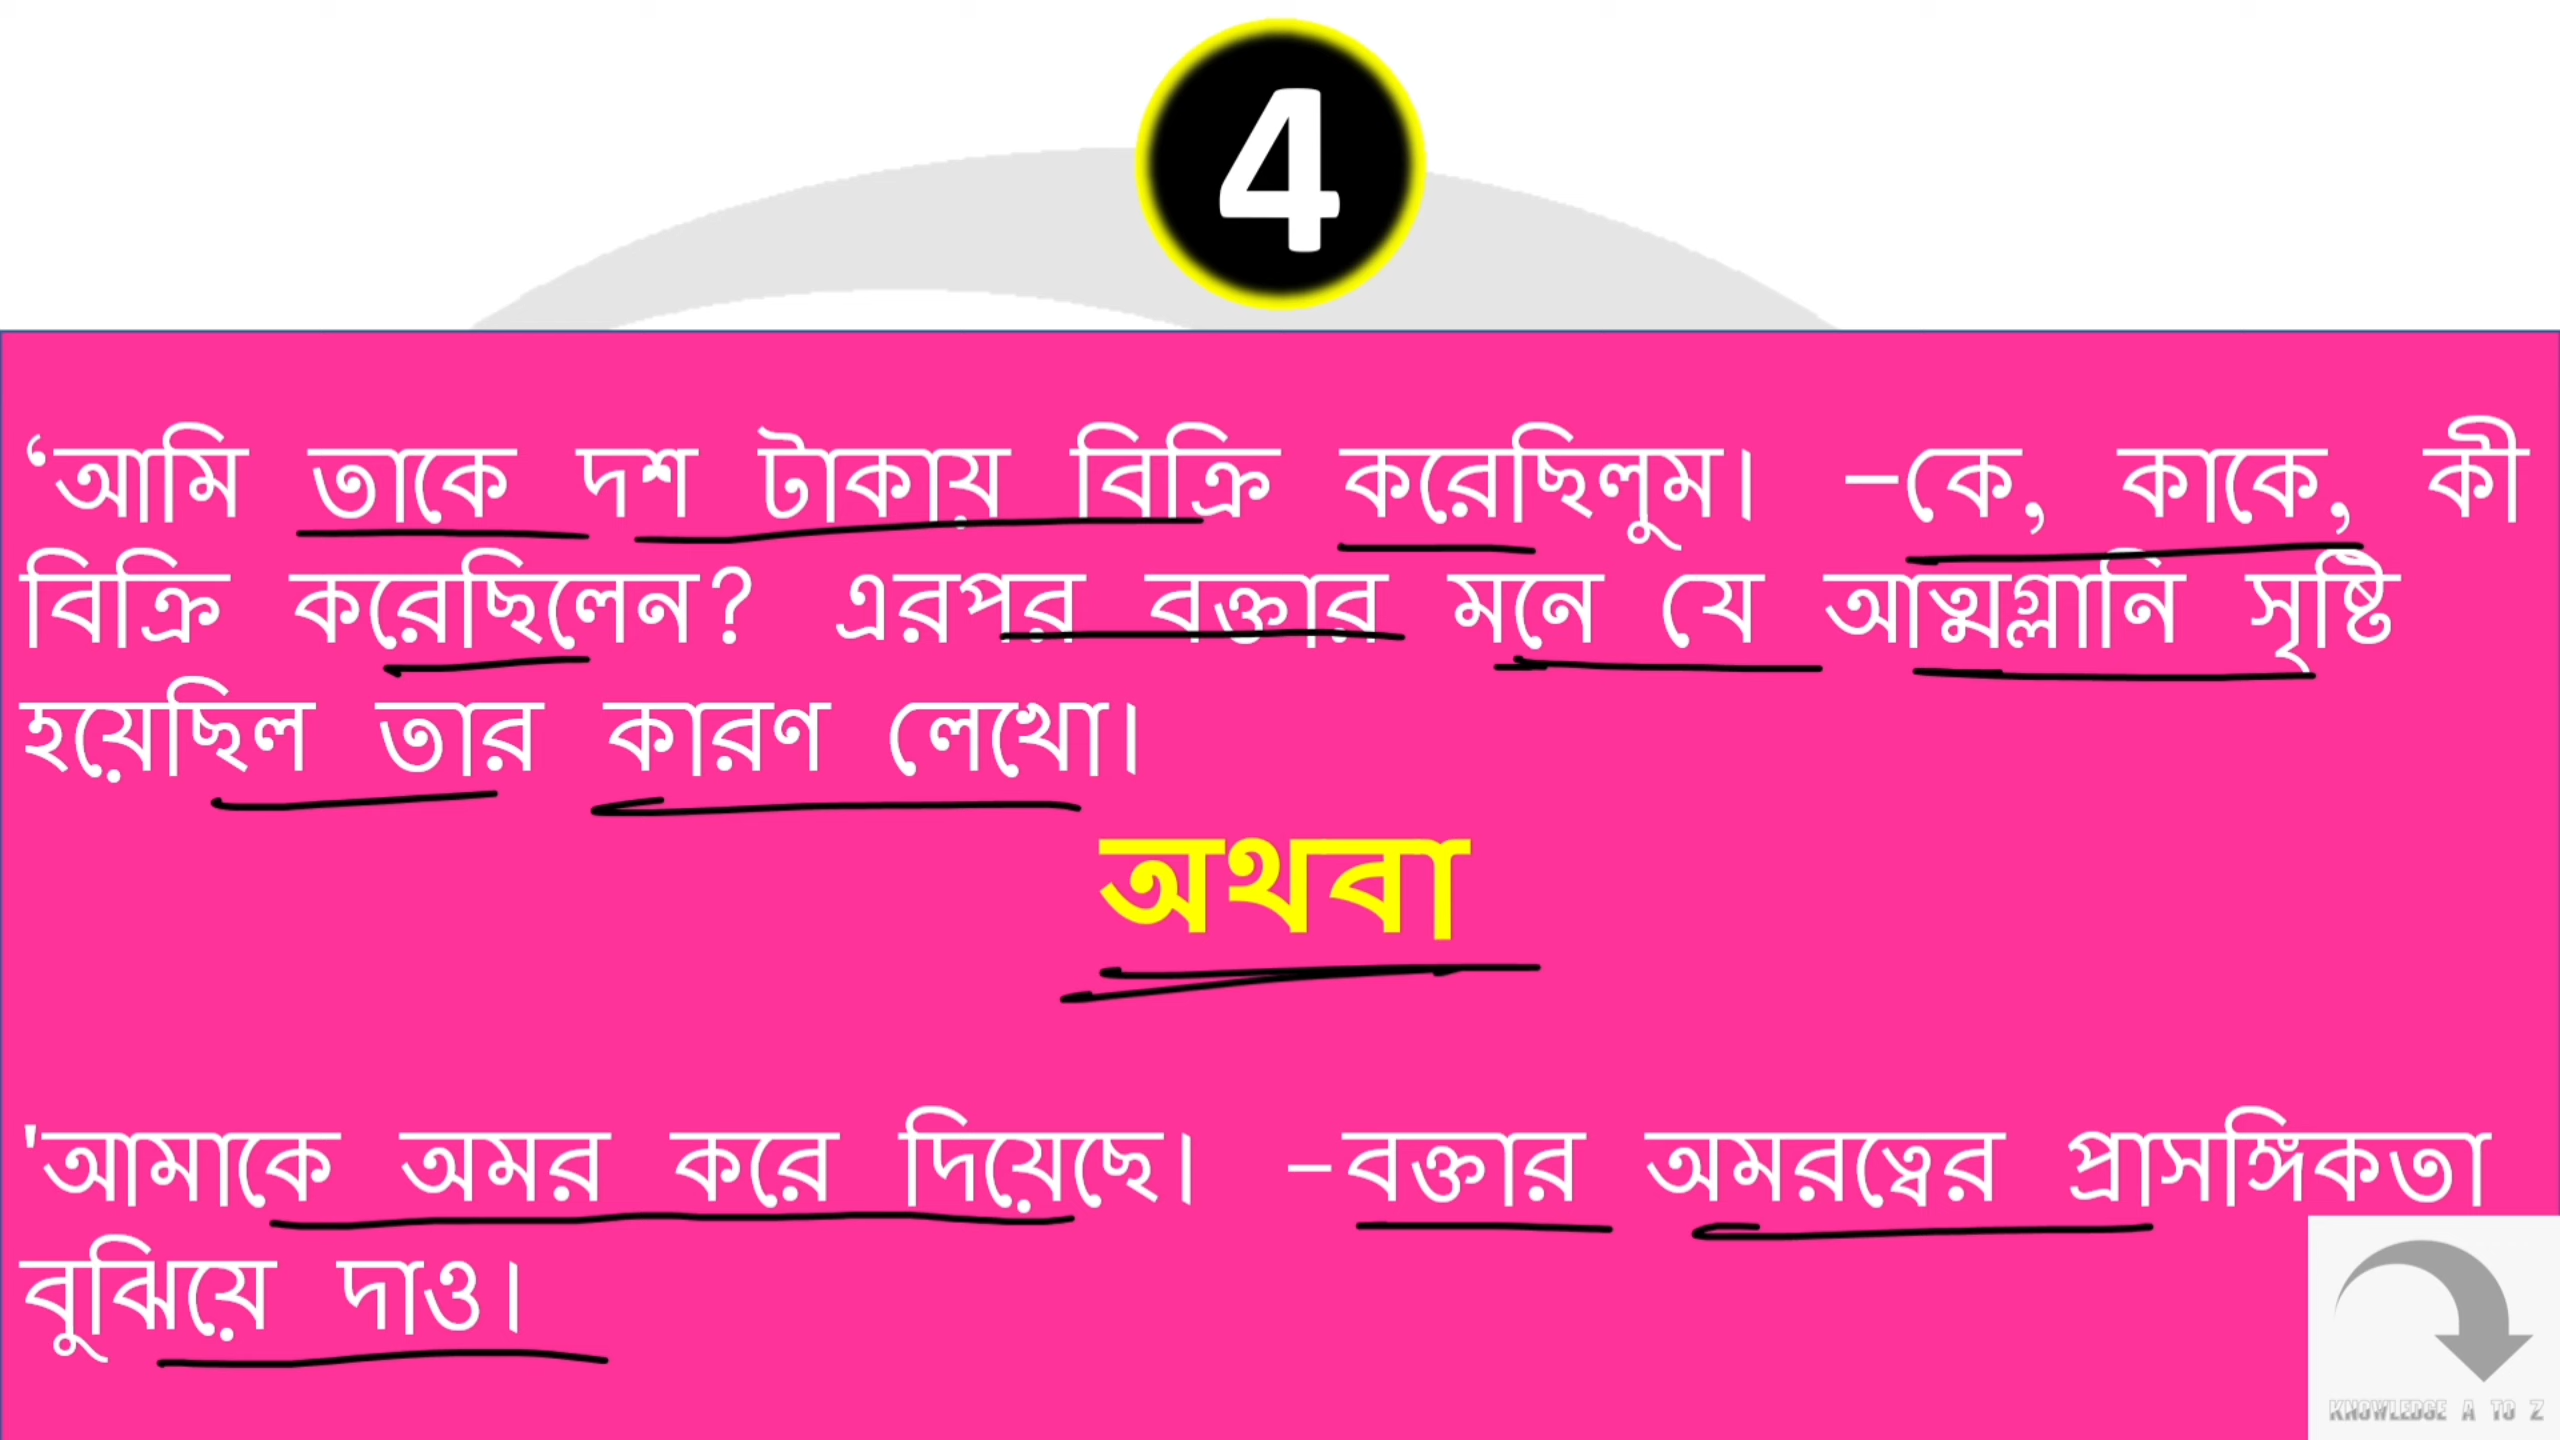 4
‘আমি তাকে দশ টাকায় বিক্রি করেছিলুম। –কে, কাকে, কী
বিক্রি করেছিলেন? এরপর বক্তার মনে যে আত্মগ্লানি সৃষ্টি
হয়েছিল তার কারণ লেখো।
অথবা
'আমাকে অমর করে দিয়েছে। –বক্তার অমরত্বের প্রাসঙ্গিকতা
বুঝিয়ে দাও।
KNOWLEDGE A TO Z